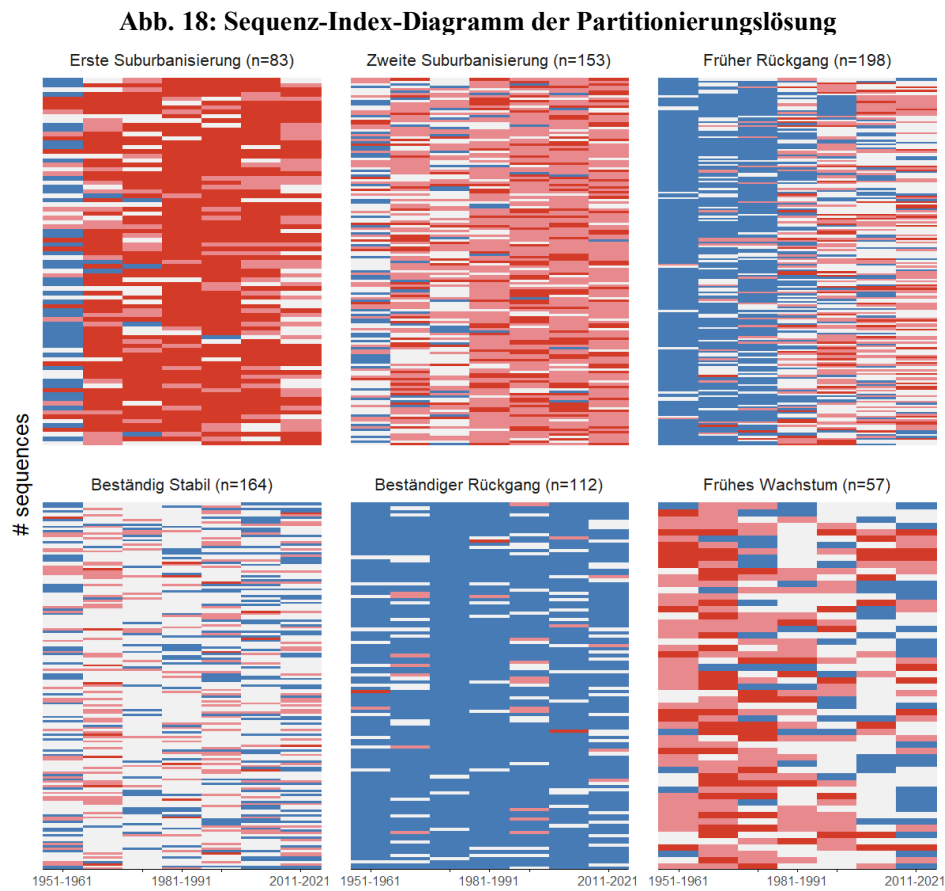 Abb. 18: Sequenz-Index-Diagramm der Partitionierungslösung
Erste Suburbanisierung (n=83)
Zweite Suburbanisierung (n=153)
Früher Rückgang (n=198)
# sequences
Beständig Stabil (n=164)
Beständiger Rückgang (n=112)
Frühes Wachstum (n=57)
1951-1961 1981-1991 2011-2021
1951-1961 1981-1991 2011-2021
1951-1961 1981-1991 2011-2021